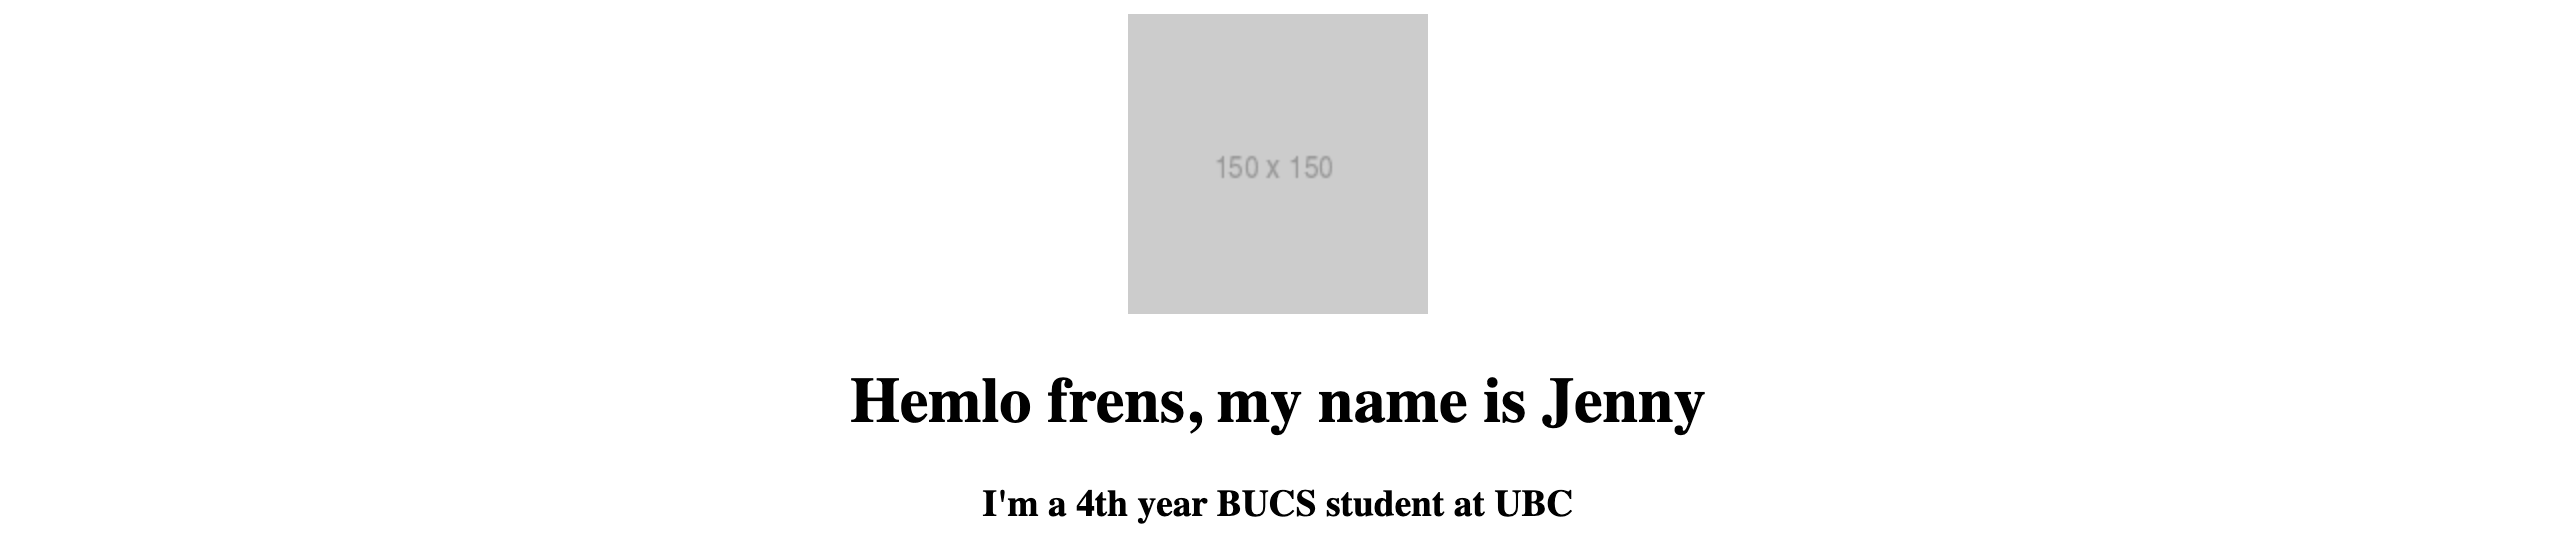 150 x 150
Hemlo frens, my name is Jenny
I'm a 4th year BUCS student at UBC